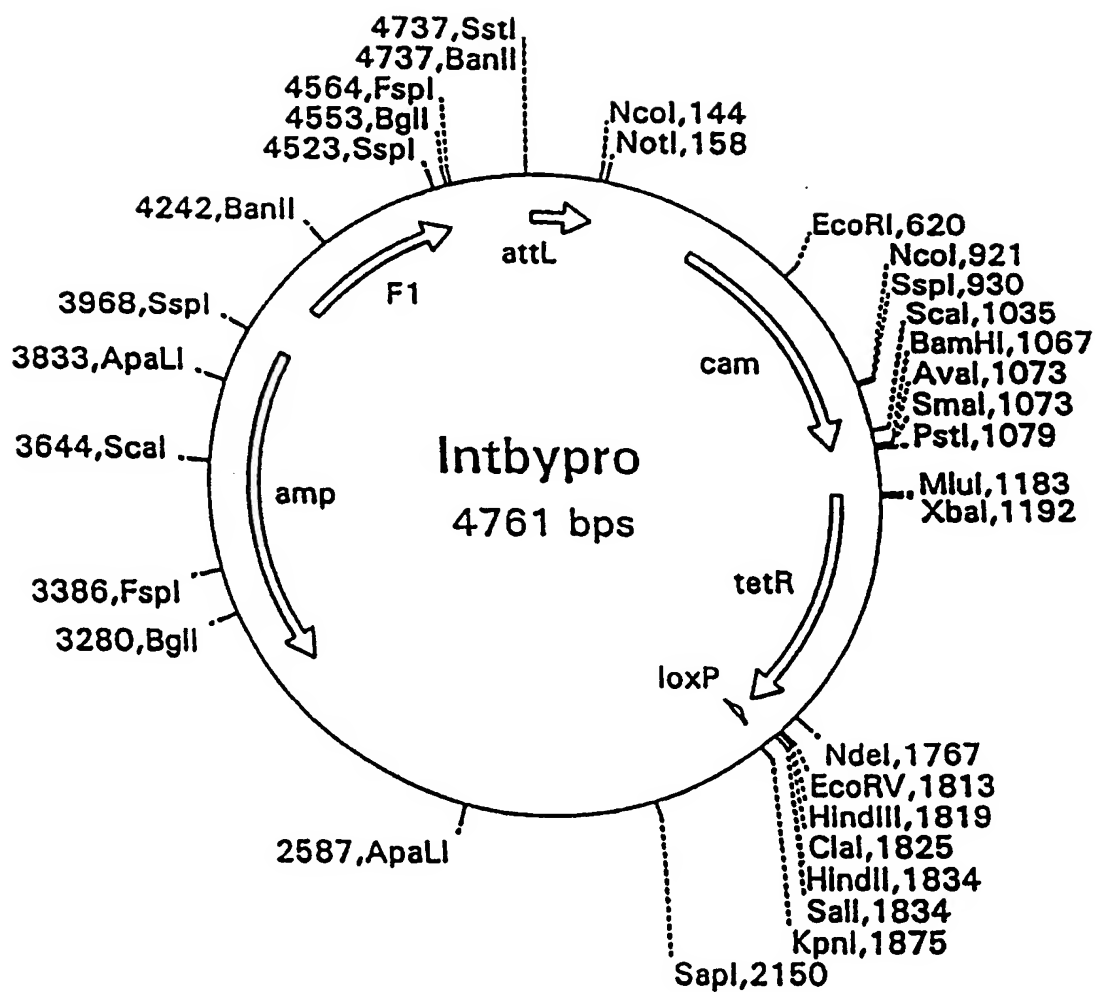 4737,SstI
4737,BanII
4564,FspI
4553,BglI
4523,SspI
4242,BanII
3968,SspI
3833,ApaLI
3644,ScaI
3386,FspI
3280,BglI
2587,ApaLI
NcoI,144
NotI,158
EcoRI,620
NcoI,921
SspI,930
ScaI,1035
BamHI,1067
AvaI,1073
SmaI,1073
PstI,1079
MluI,1183
XbaI,1192
NdeI,1767
EcoRV,1813
HindIII,1819
ClaI,1825
HindII,1834
SalI,1834
KpnI,1875
SapI,2150
attL
F1
cam
amp
Intbypro
4761 bps
tetR
loxP